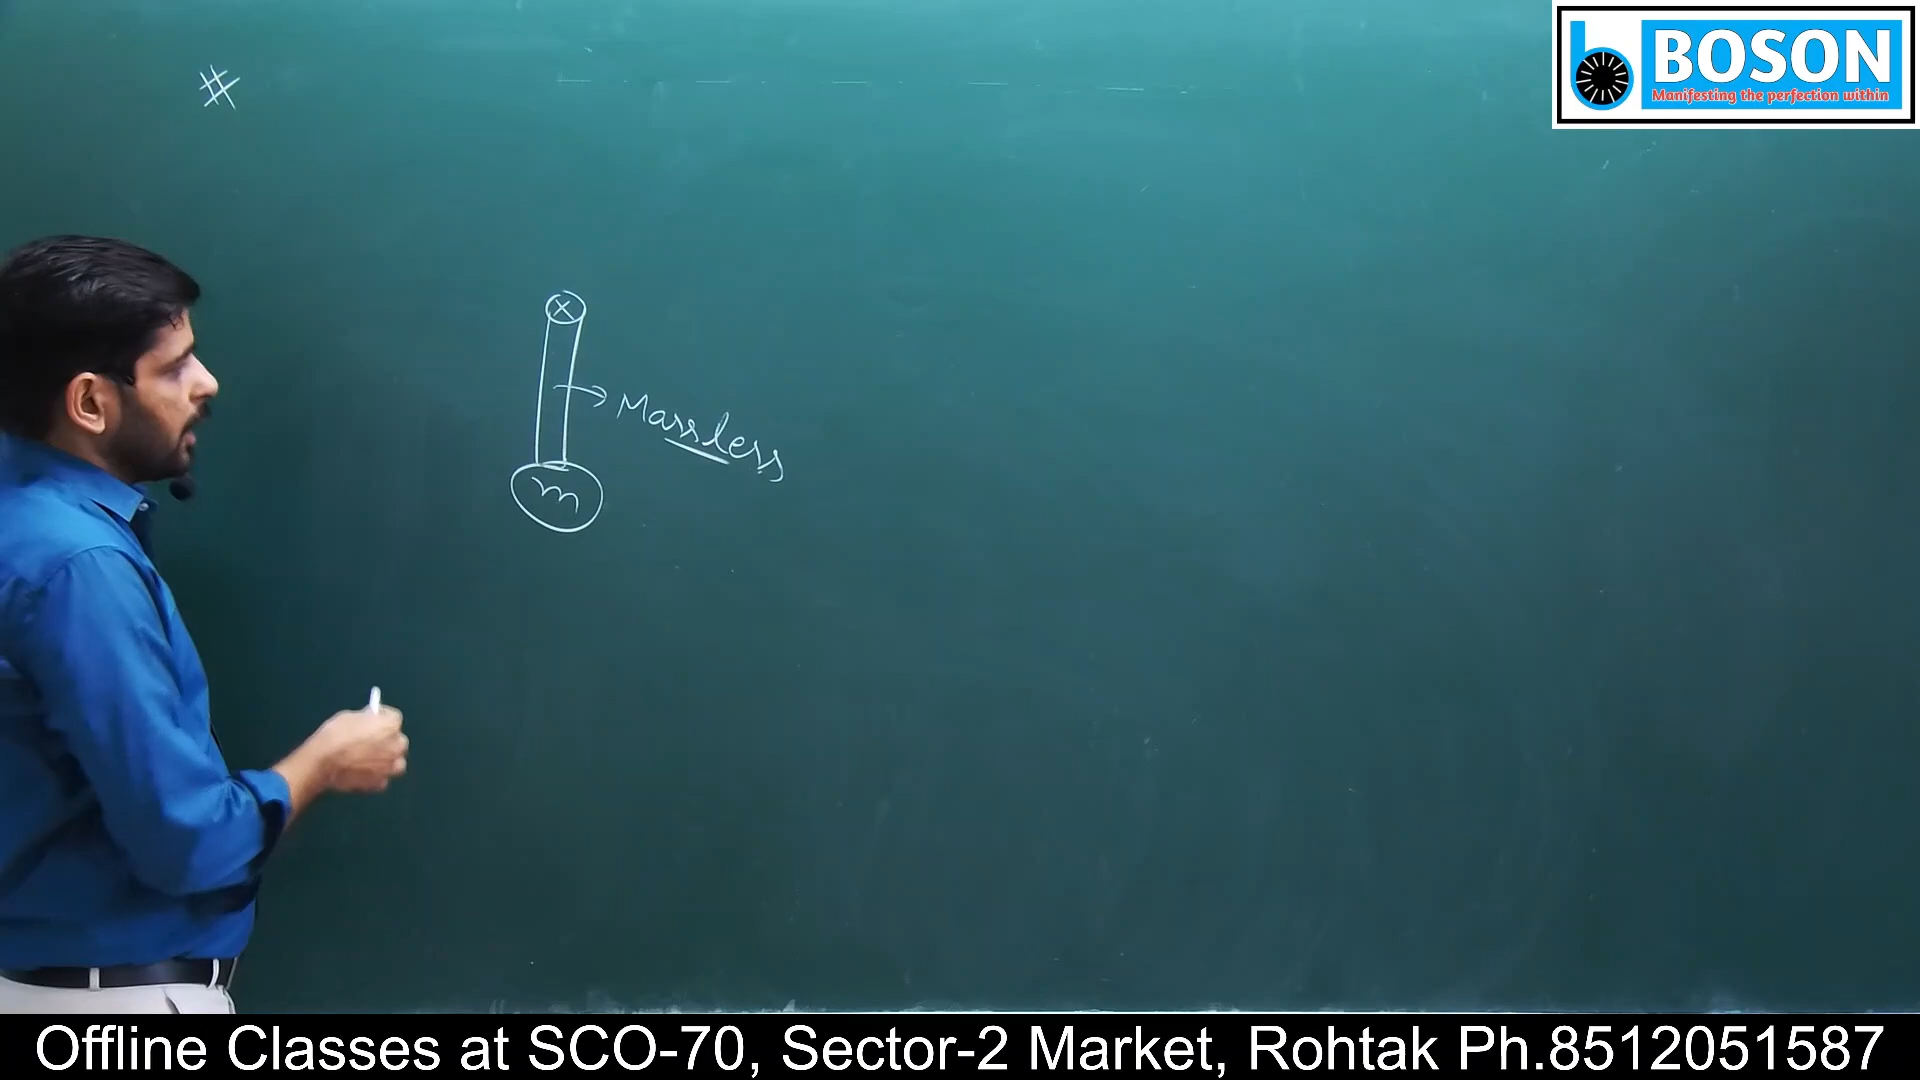 BOSON
Manifesting the perfection within
#
x
Massless
m
Offline Classes at SCO-70, Sector-2 Market, Rohtak Ph.8512051587